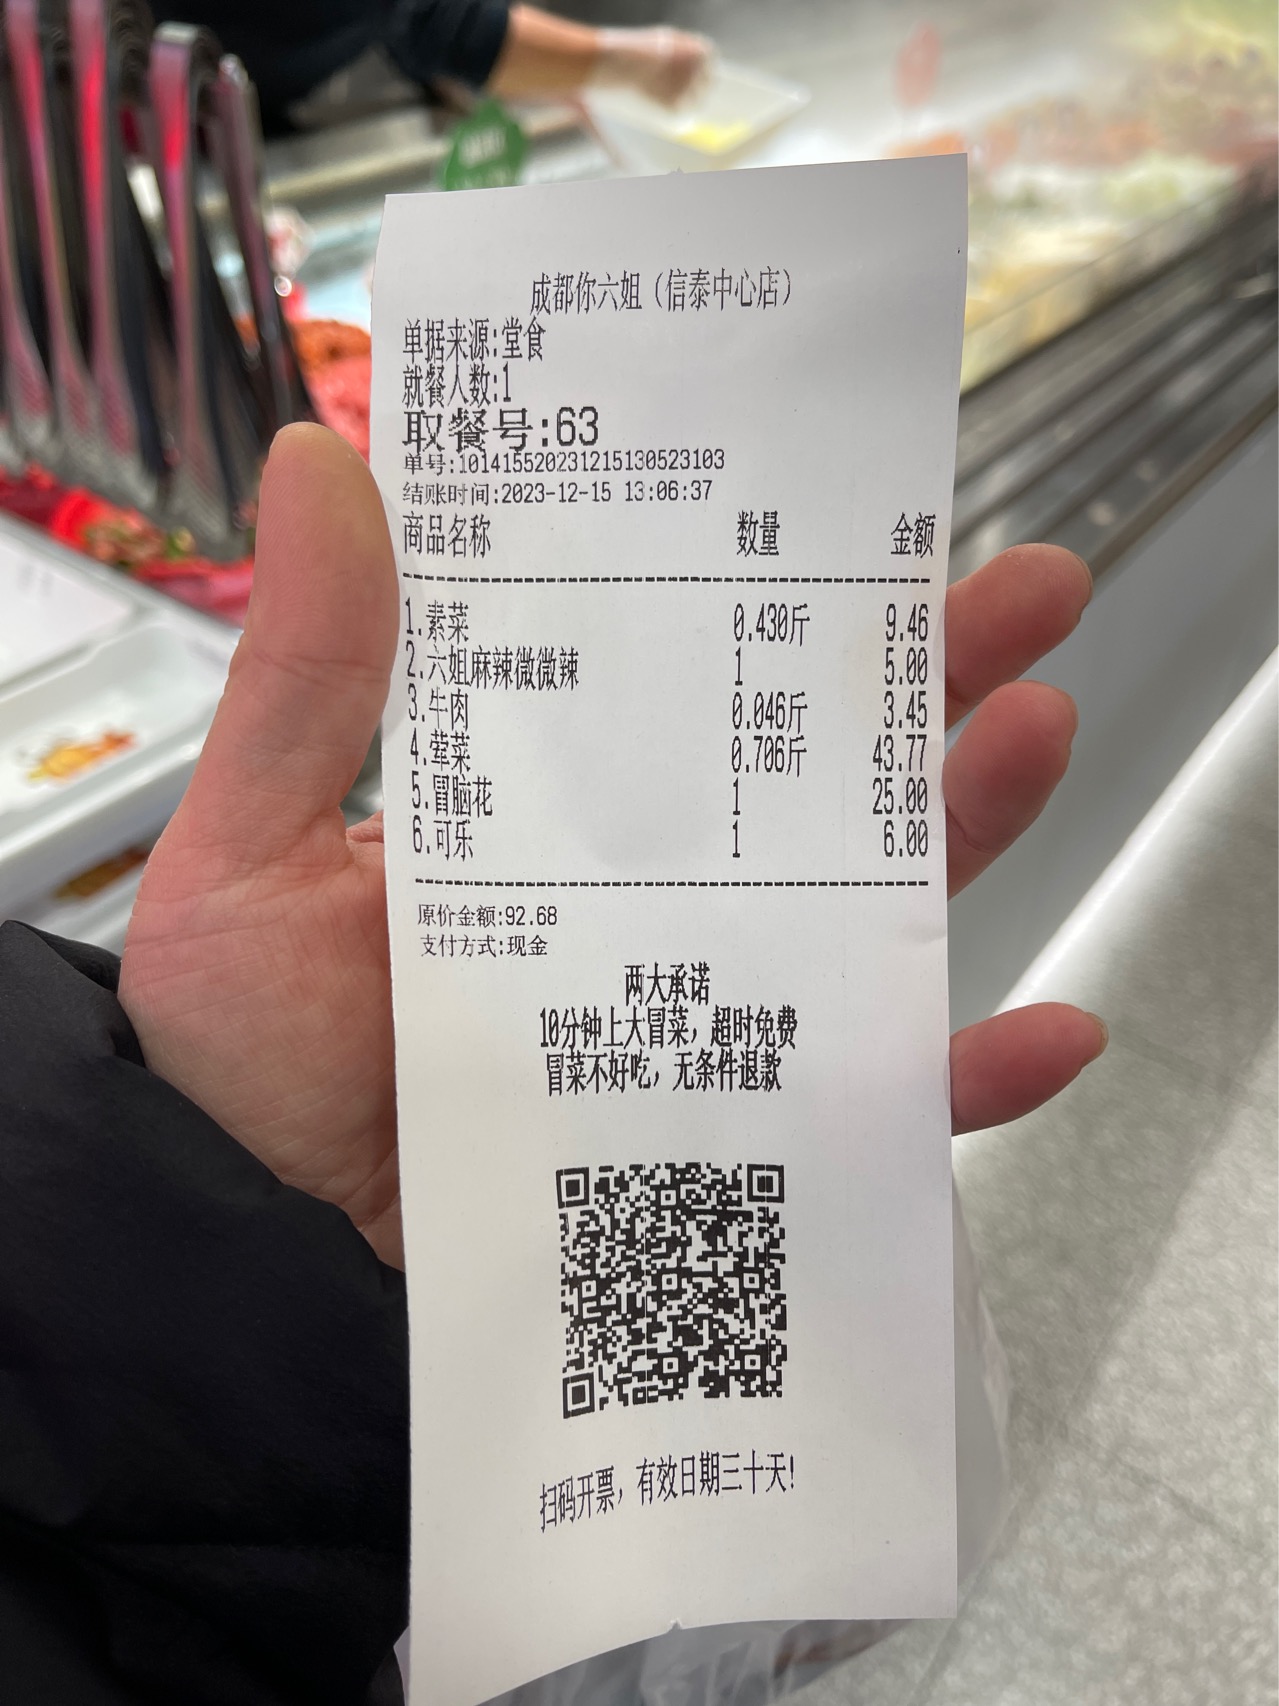 成都你六姐（信泰中心店）
单据来源:堂食
就餐人数:1
取餐号:63
单号:10141552023121513052​3103
结账时间:2023-12-15 13:06:37
商品名称 数量 金额
1.素菜 0.430斤 9.46
2.六姐麻辣微微辣 1 5.00
3.牛肉 0.046斤 3.45
4.荤菜 0.706斤 43.77
5.冒脑花 1 25.00
6.可乐 1 6.00
原价金额:92.68
支付方式:现金
两大承诺
10分钟上大冒菜，超时免费
冒菜不好吃，无条件退款
扫码开票，有效日期三十天!